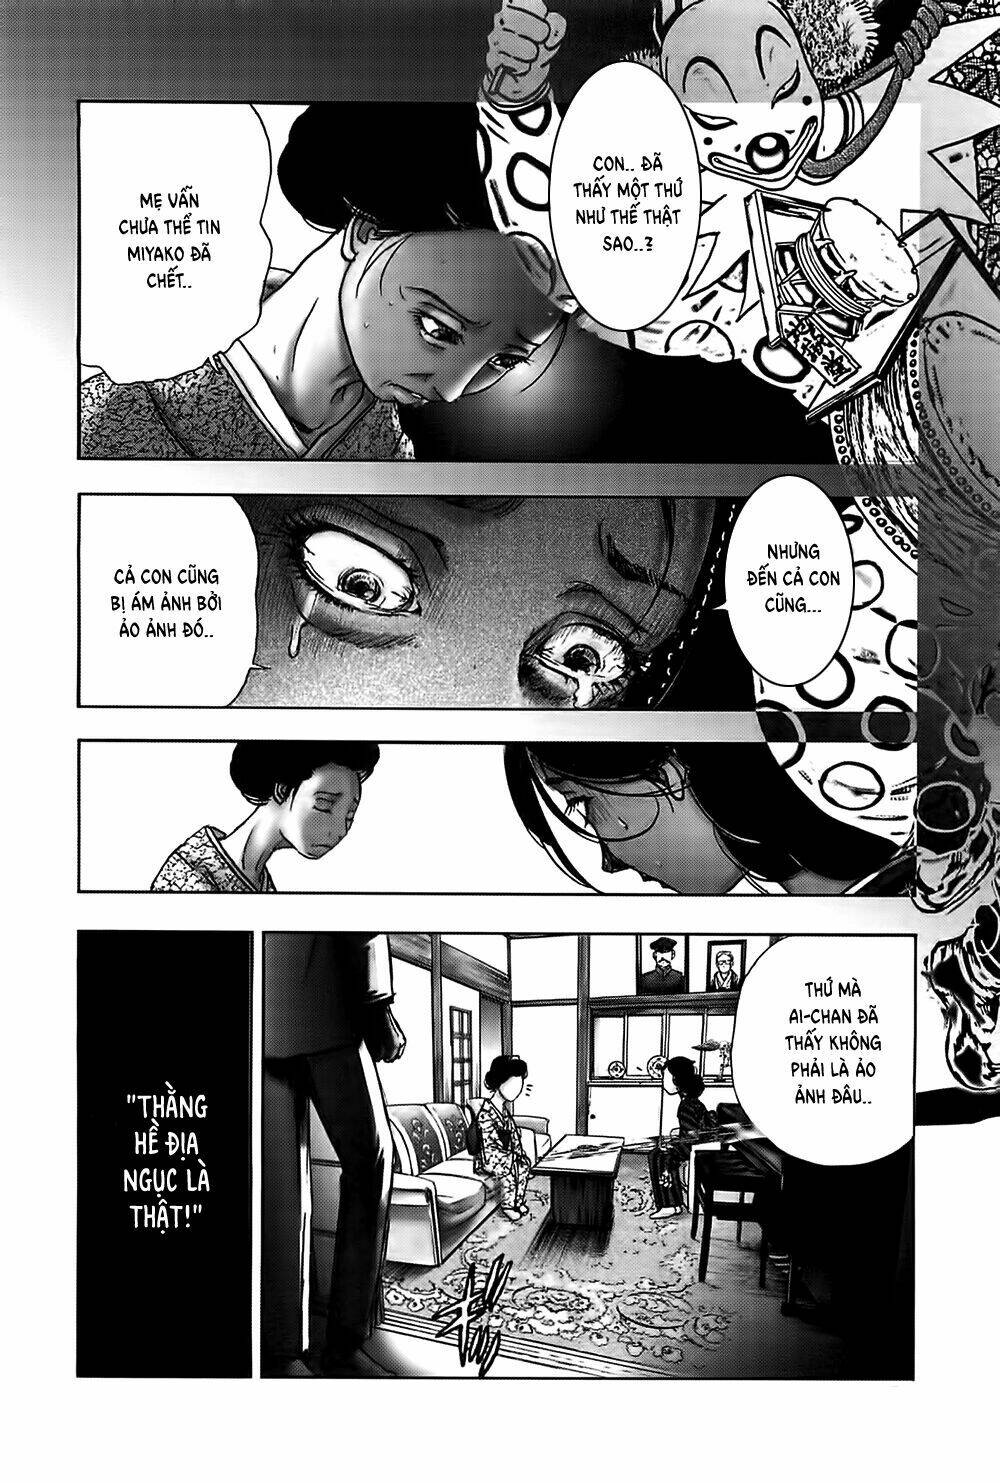 CON.. ĐÃ
THẤY MỘT THỨ
NHƯ THẾ THẬT
SAO..?
MẸ VẪN
CHƯA THỂ TIN
MIYAKO ĐÃ
CHẾT..
NHƯNG
ĐẾN CẢ CON
CŨNG...
CẢ CON CŨNG
BỊ ÁM ẢNH BỞI
ẢO ẢNH ĐÓ..
THỨ MÀ
AI-CHAN ĐÃ
THẤY KHÔNG
PHẢI LÀ ẢO
ẢNH ĐÂU..
"THẰNG
HỀ ĐỊA
NGỤC LÀ
THẬT!"